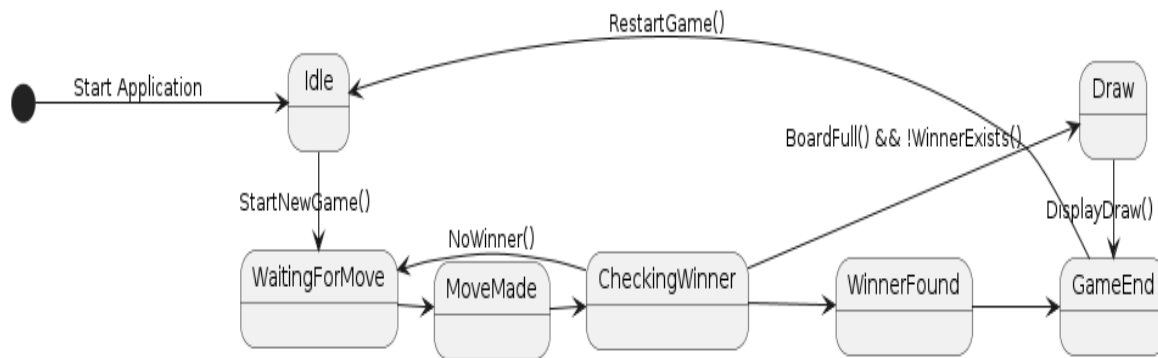 RestartGame()
Start Application
Idle
Draw
BoardFull() && !WinnerExists()
StartNewGame()
DisplayDraw()
NoWinner()
WaitingForMove
MoveMade
CheckingWinner
WinnerFound
GameEnd